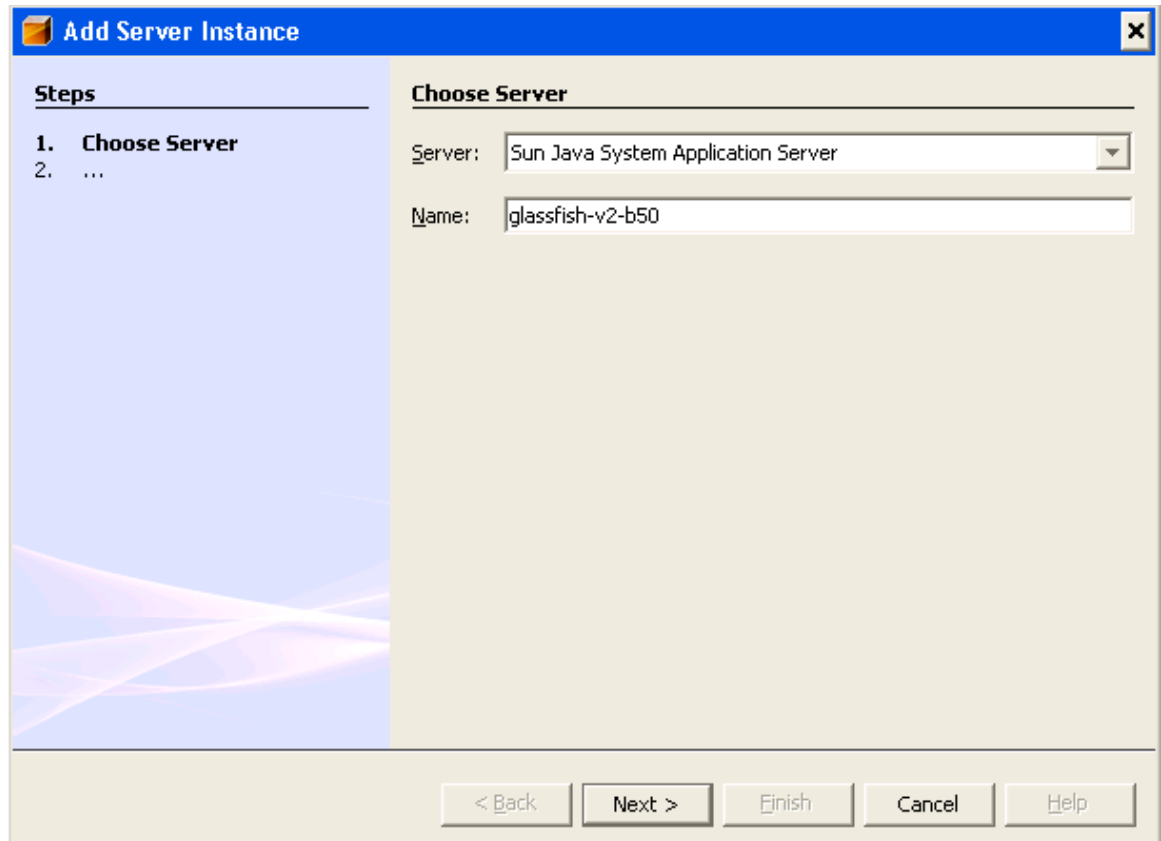 Add Server Instance
Steps
1. Choose Server
2. ...
Choose Server
Server: Sun Java System Application Server
Name: glassfish-v2-b50
< Back Next > Finish Cancel Help